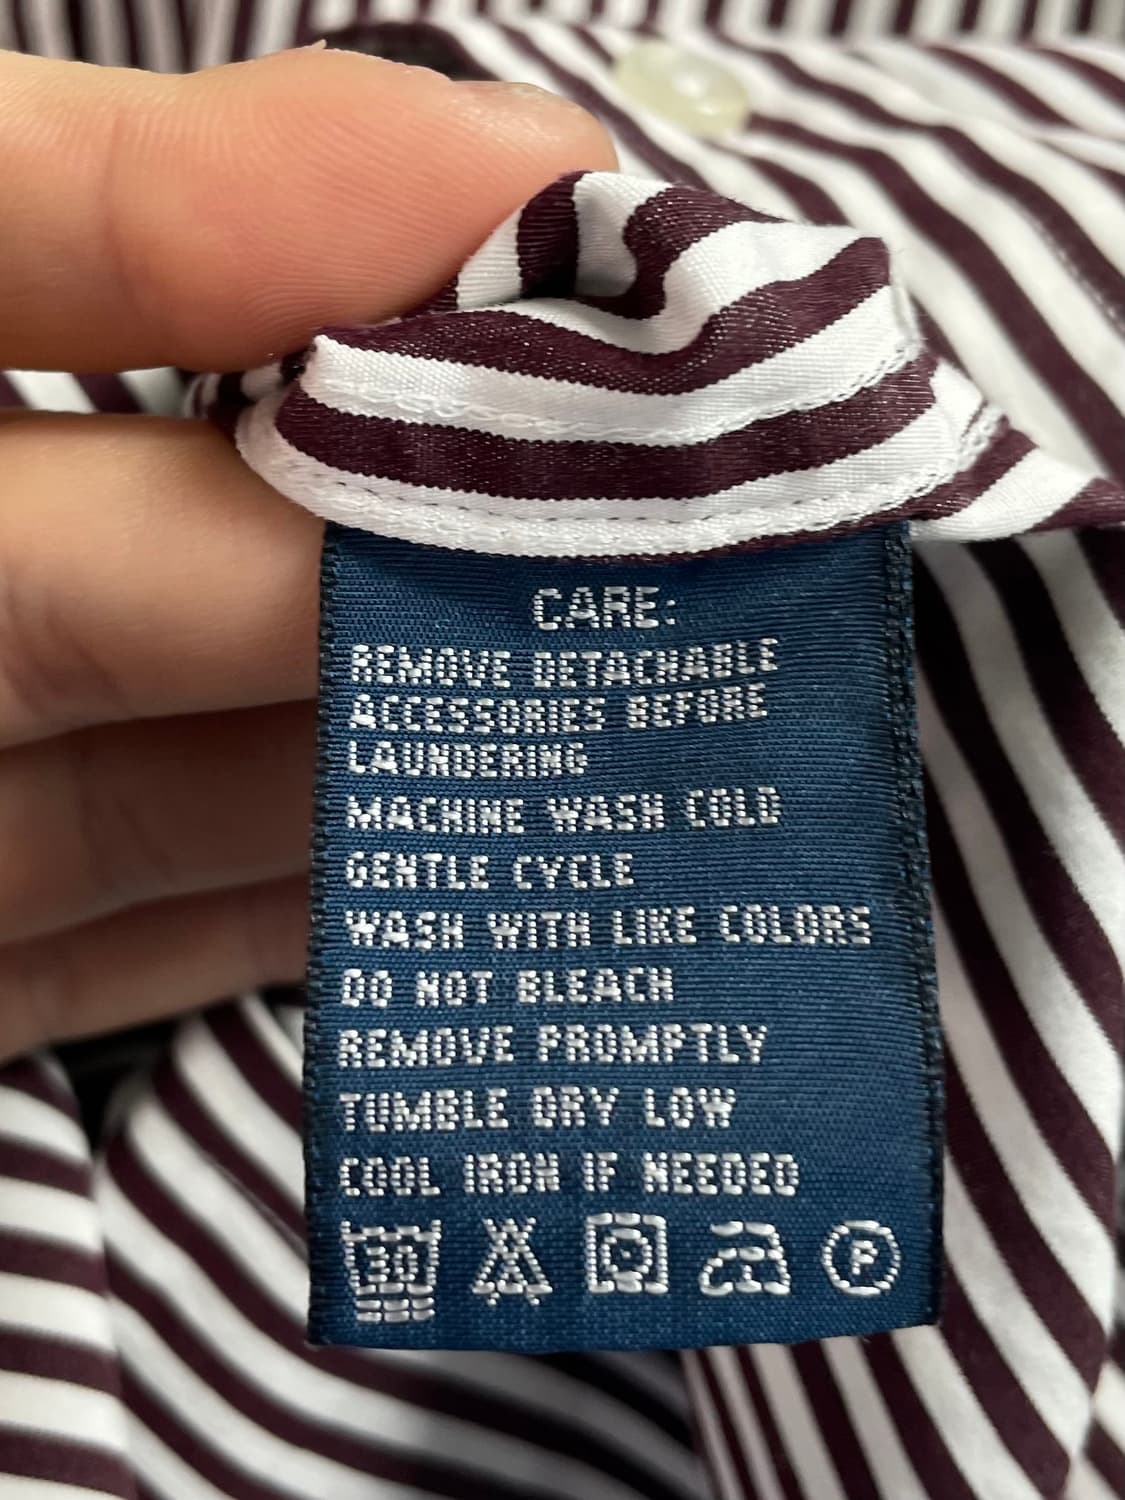 CARE:
REMOVE DETACHABLE
ACCESSORIES BEFORE
LAUNDERING
MACHINE WASH COLD
GENTLE CYCLE
WASH WITH LIKE COLORS
DO NOT BLEACH
REMOVE PROMPTLY
TUMBLE DRY LOW
COOL IRON IF NEEDED
30 P